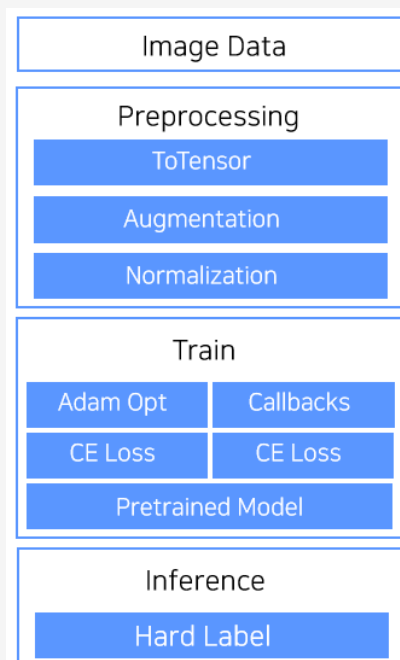 Image Data
Preprocessing
ToTensor
Augmentation
Normalization
Train
Adam Opt
Callbacks
CE Loss
CE Loss
Pretrained Model
Inference
Hard Label